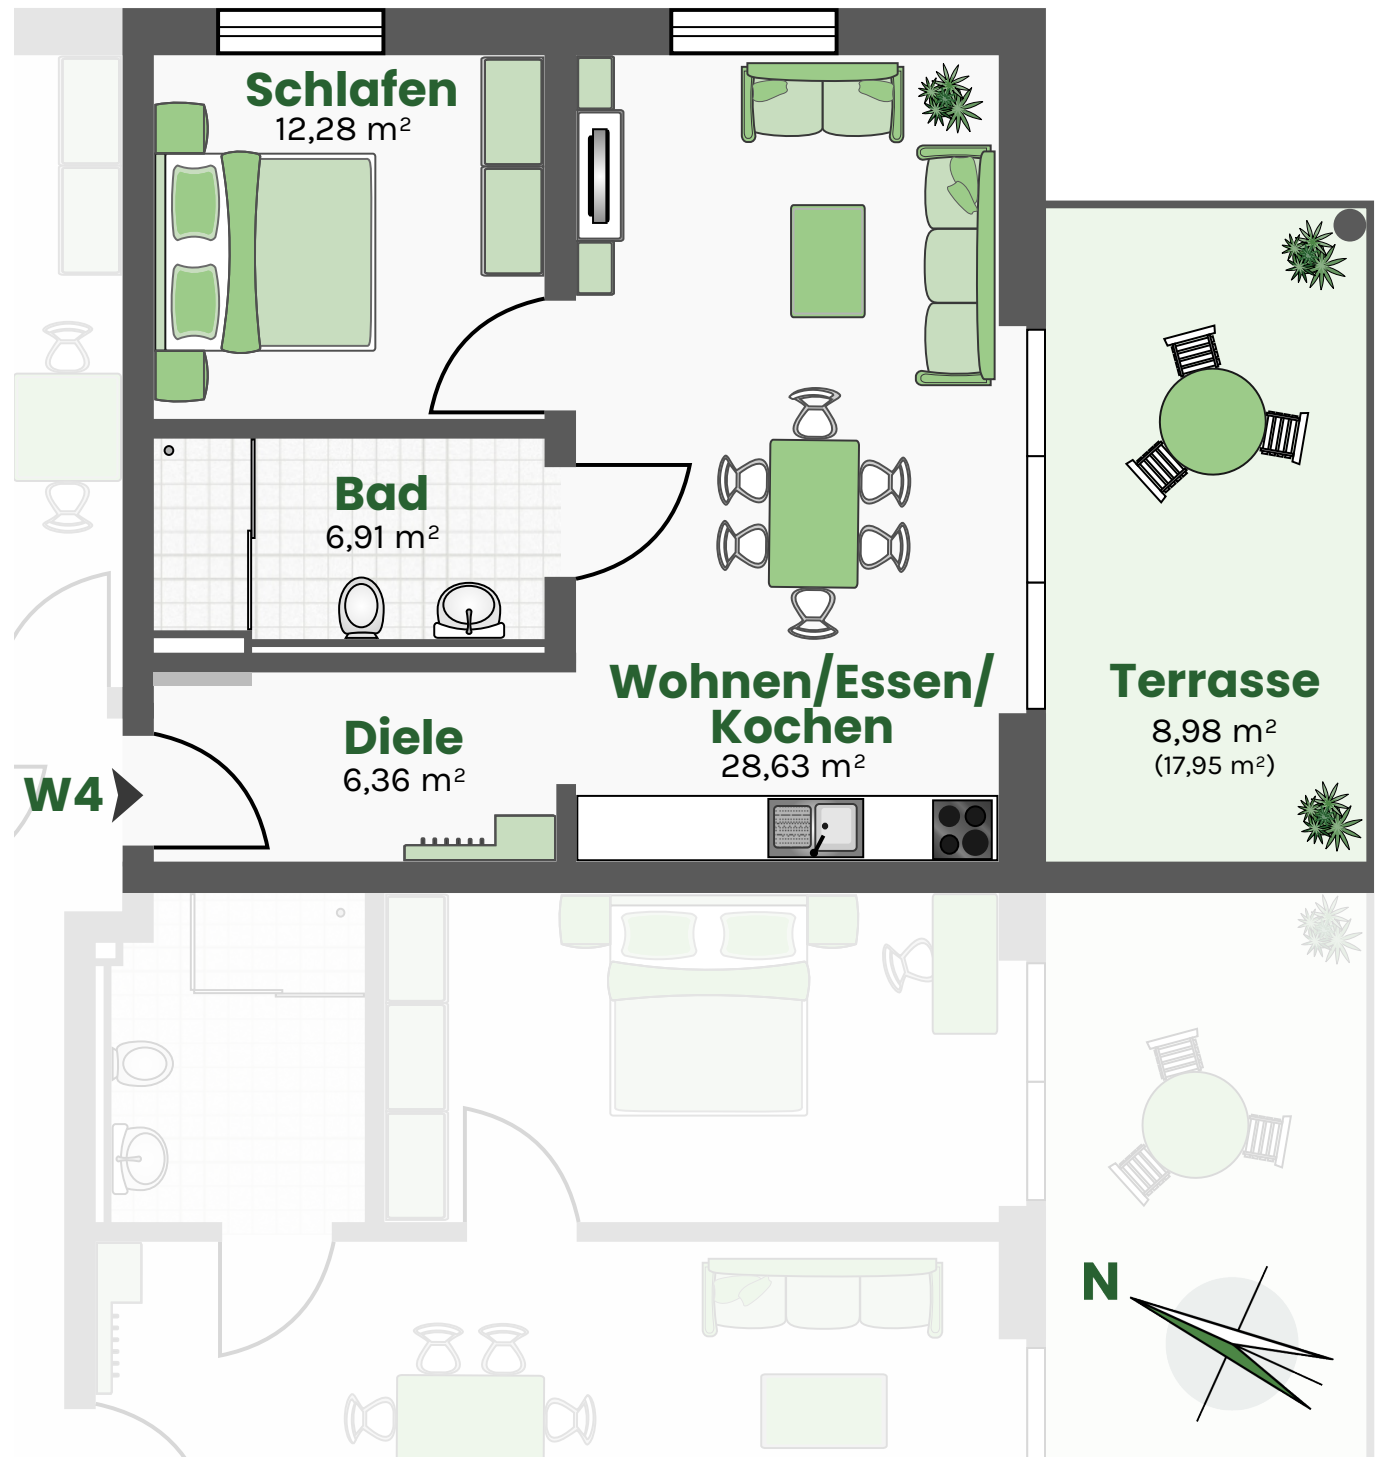 Schlafen
12,28 m²
Bad
6,91 m²
Wohnen/Essen/
Kochen
28,63 m²
Terrasse
8,98 m²
(17,95 m²)
Diele
6,36 m²
W4
N